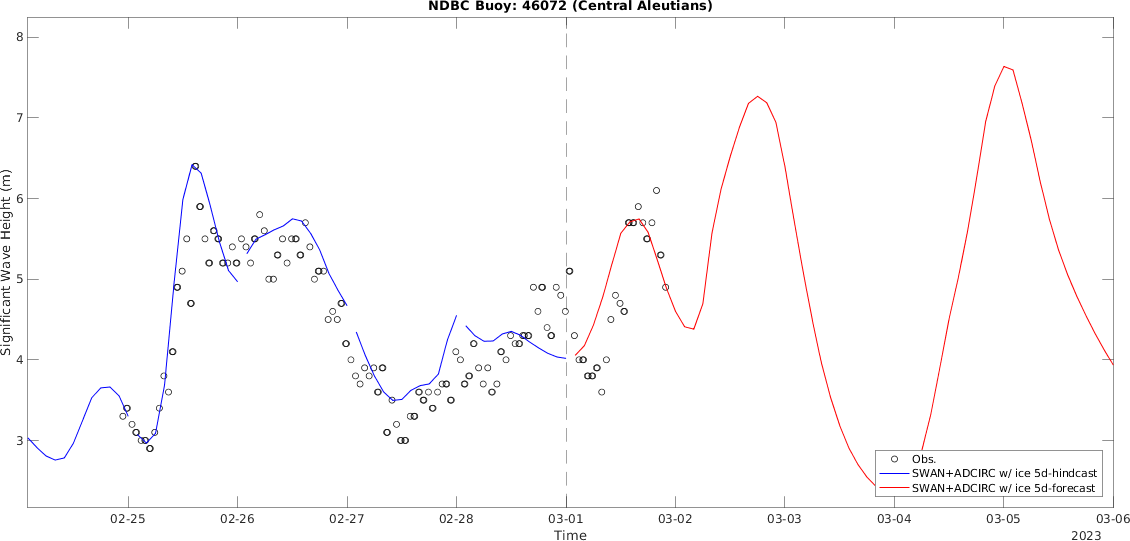 NDBC Buoy: 46072 (Central Aleutians)
8
7
6
5
4
3
Significant Wave Height (m)
Obs.
SWAN+ADCIRC w/ ice 5d-hindcast
SWAN+ADCIRC w/ ice 5d-forecast
02-25 02-26 02-27 02-28 03-01 03-02 03-03 03-04 03-05 03-06
Time
2023